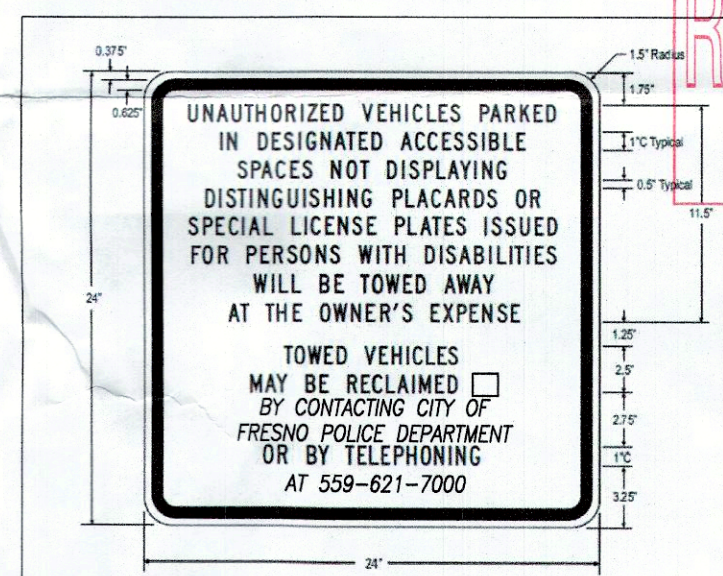 0.375"
0.625"
24"
UNAUTHORIZED VEHICLES PARKED
IN DESIGNATED ACCESSIBLE
SPACES NOT DISPLAYING
DISTINGUISHING PLACARDS OR
SPECIAL LICENSE PLATES ISSUED
FOR PERSONS WITH DISABILITIES
WILL BE TOWED AWAY
AT THE OWNER'S EXPENSE
TOWED VEHICLES
MAY BE RECLAIMED
BY CONTACTING CITY OF
FRESNO POLICE DEPARTMENT
OR BY TELEPHONING
AT 559-621-7000
1.5" Radius
1.75"
1"C Typical
0.5" Typical
11.5"
1.25"
2.5"
2.75"
1"C
3.25"
24"
R